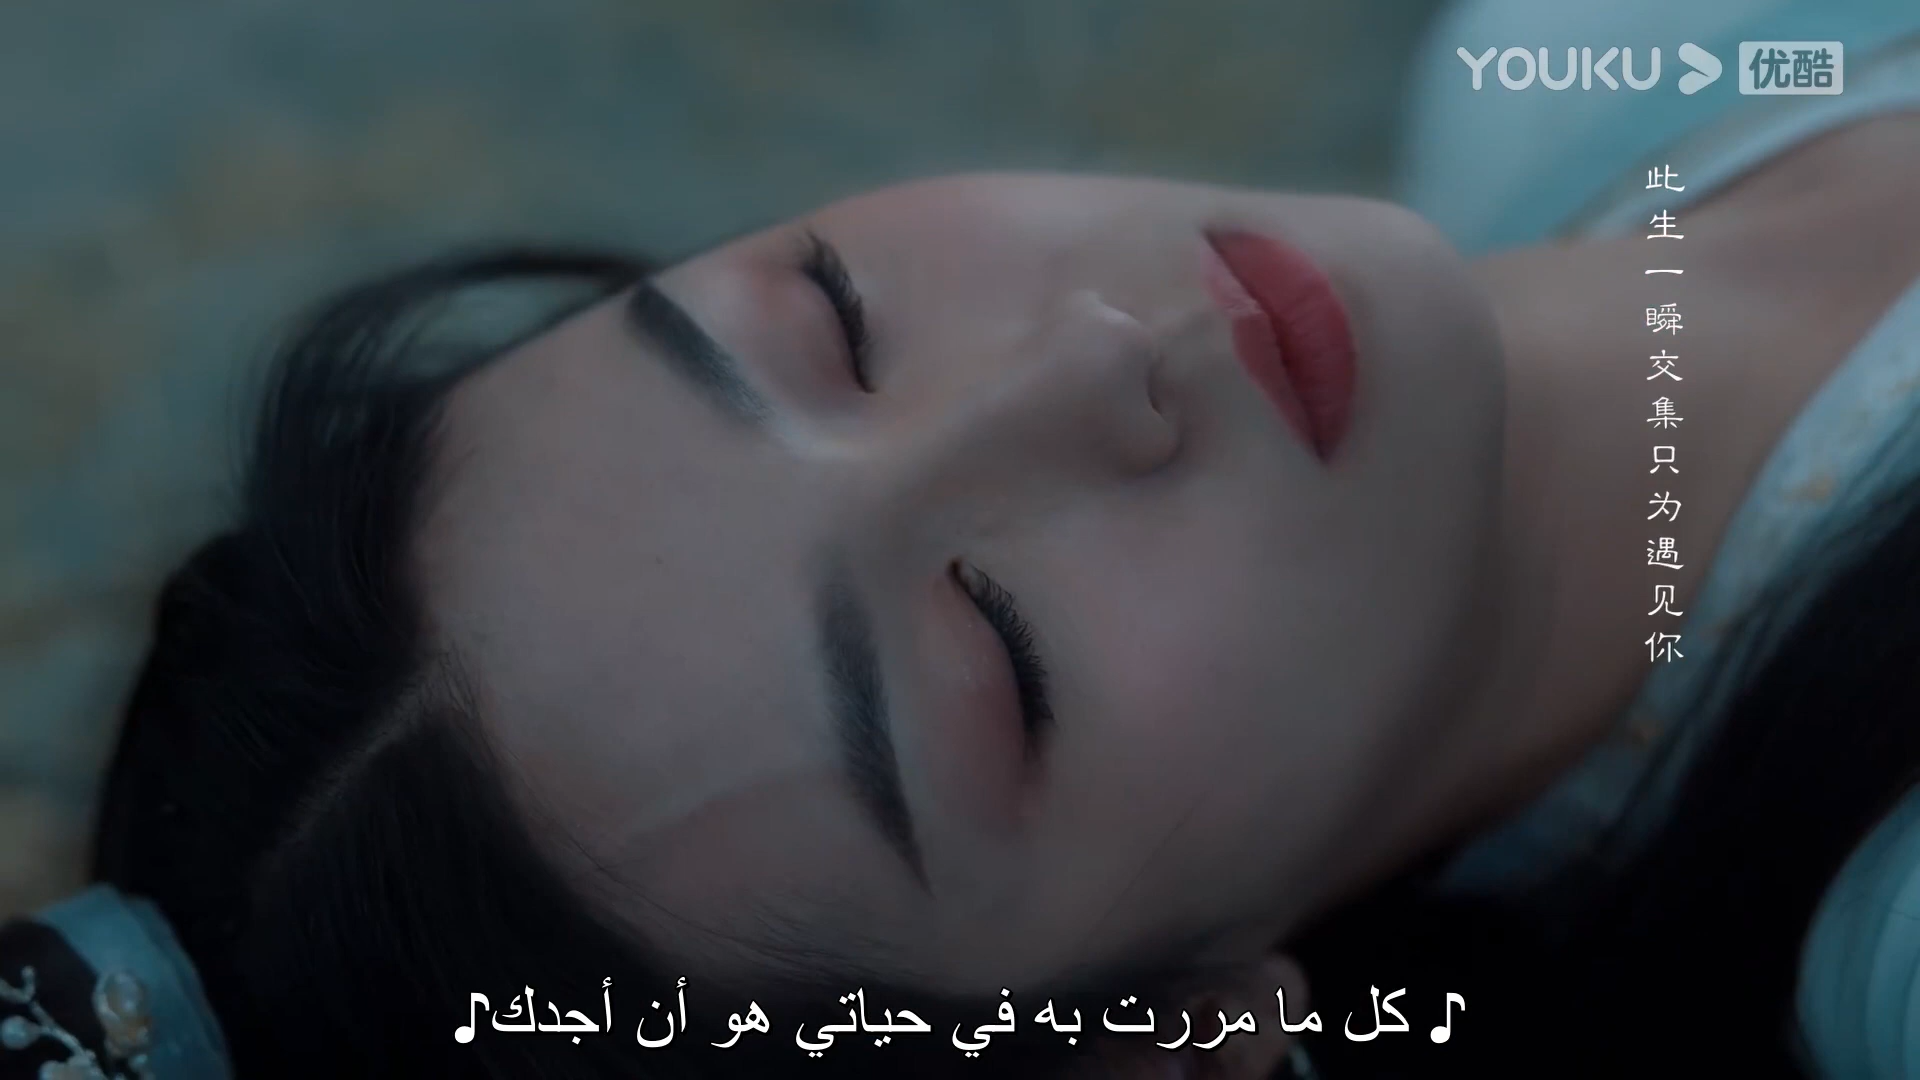 YOUKU 优酷
此生一瞬交集只为遇见你
♪ كل ما مررت به في حياتي هو أن أجدك♪